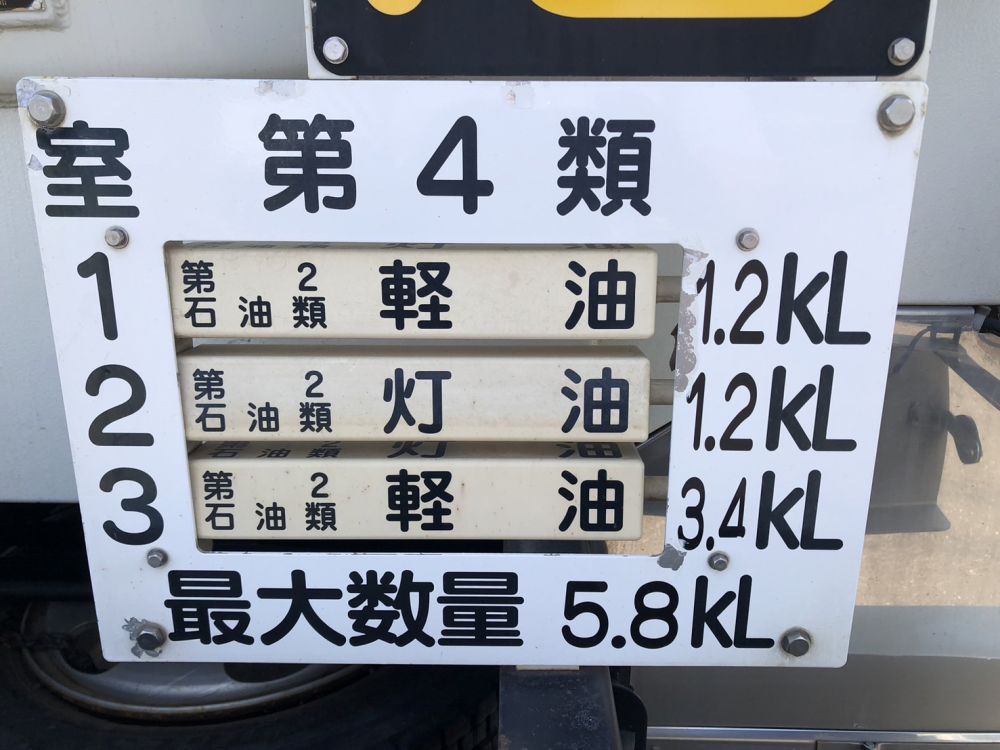 室 第4類
1 第2石油類 軽油 1.2KL
2 第2石油類 灯油 1.2KL
3 第2石油類 軽油 3.4KL
最大数量 5.8KL